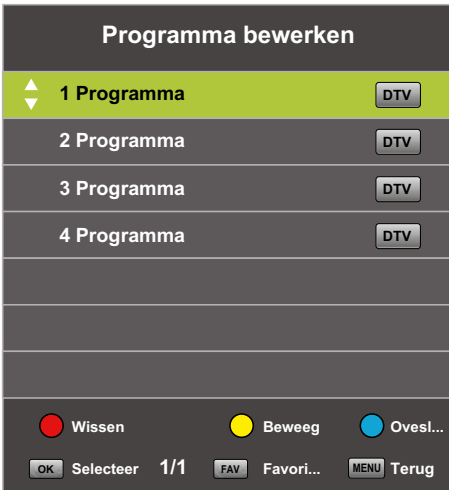 Programma bewerken
1 Programma DTV
2 Programma DTV
3 Programma DTV
4 Programma DTV
Wissen Beweeg Ovesl...
OK Selecteer 1/1 FAV Favori... MENU Terug